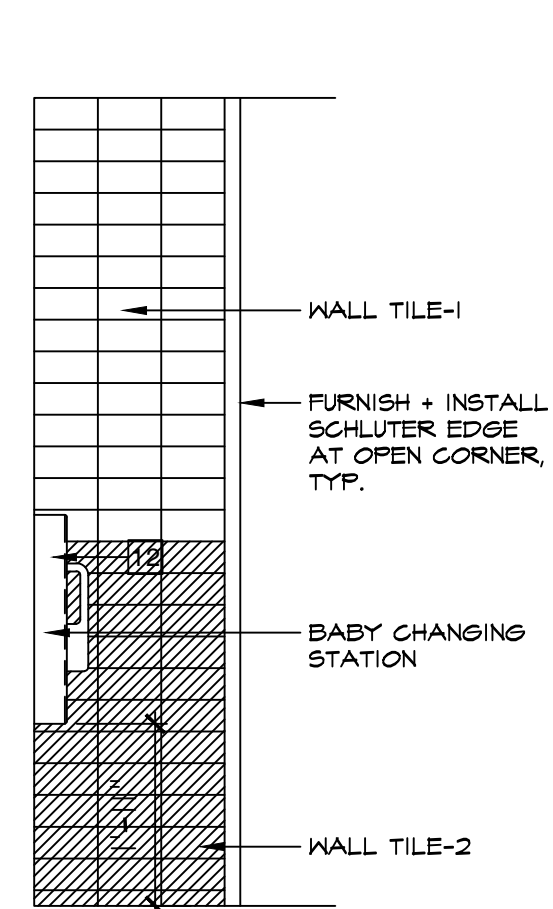 WALL TILE-1
FURNISH + INSTALL
SCHLUTER EDGE
AT OPEN CORNER,
TYP.
12
BABY CHANGING
STATION
WALL TILE-2